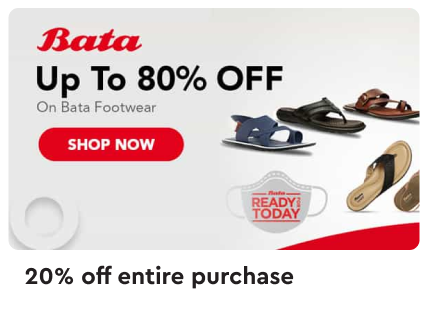 Bata
Up To 80% OFF
On Bata Footwear
SHOP NOW
Bata
READY FOR
TODAY
20% off entire purchase